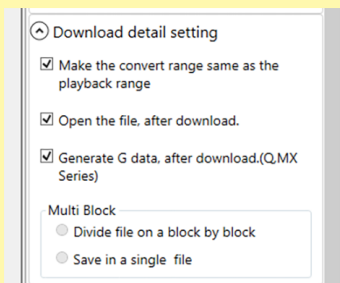 Download detail setting
Make the convert range same as the
playback range
Open the file, after download.
Generate G data, after download.(Q,MX
Series)
Multi Block
Divide file on a block by block
Save in a single file